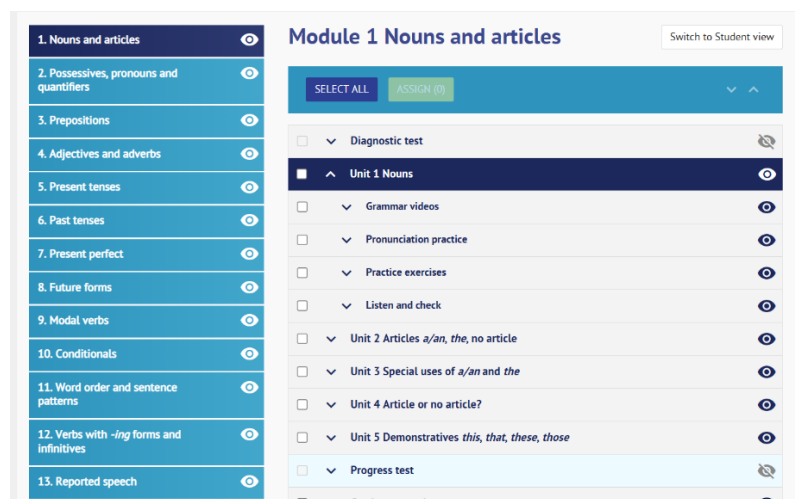 1. Nouns and articles
2. Possessives, pronouns and
quantifiers
3. Prepositions
4. Adjectives and adverbs
5. Present tenses
6. Past tenses
7. Present perfect
8. Future forms
9. Modal verbs
10. Conditionals
11. Word order and sentence
patterns
12. Verbs with -ing forms and
infinitives
13. Reported speech
Module 1 Nouns and articles
Switch to Student view
SELECT ALL
ASSIGN (0)
Diagnostic test
Unit 1 Nouns
Grammar videos
Pronunciation practice
Practice exercises
Listen and check
Unit 2 Articles a/an, the, no article
Unit 3 Special uses of a/an and the
Unit 4 Article or no article?
Unit 5 Demonstratives this, that, these, those
Progress test